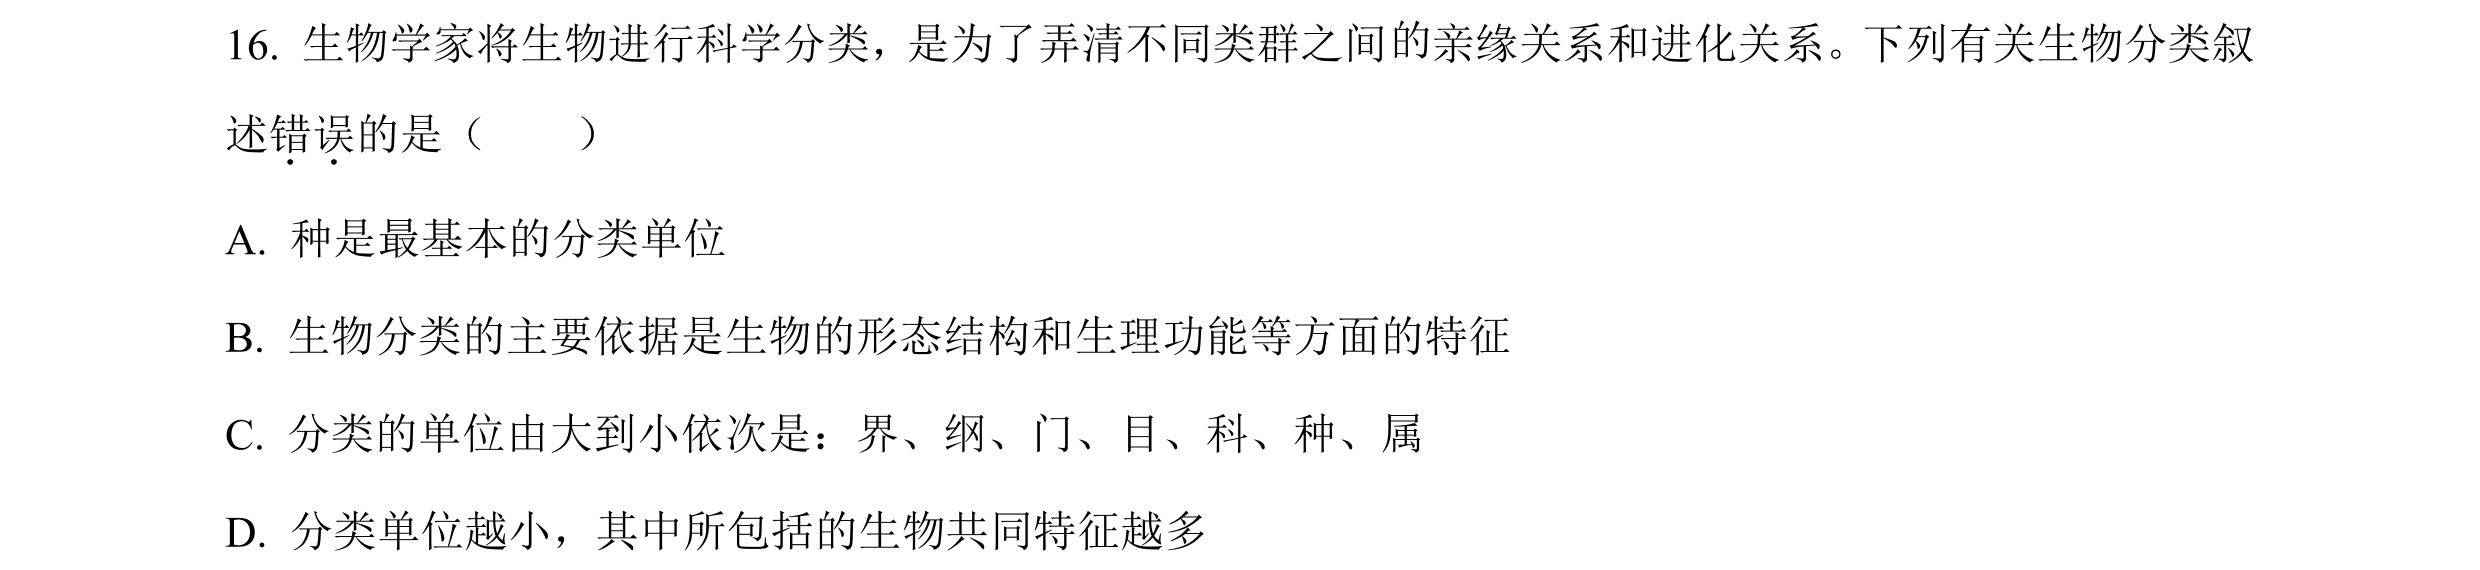 16. 生物学家将生物进行科学分类，是为了弄清不同类群之间的亲缘关系和进化关系。下列有关生物分类叙
述错误的是（　　）
A. 种是最基本的分类单位
B. 生物分类的主要依据是生物的形态结构和生理功能等方面的特征
C. 分类的单位由大到小依次是：界、纲、门、目、科、种、属
D. 分类单位越小，其中所包括的生物共同特征越多